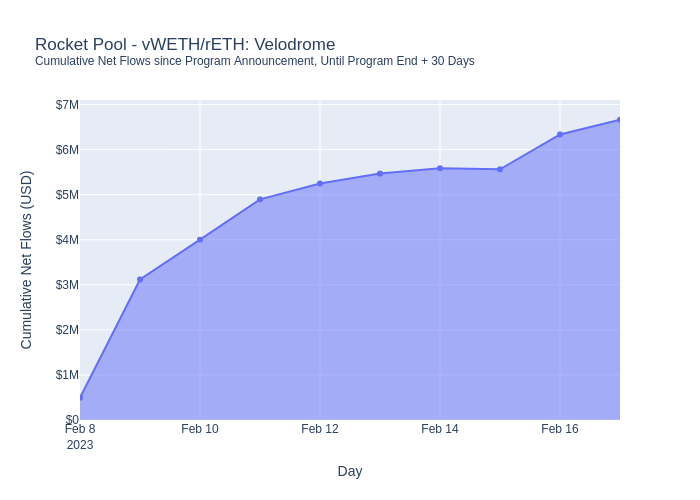 Rocket Pool - vWETH/rETH: Velodrome
Cumulative Net Flows since Program Announcement, Until Program End + 30 Days
Cumulative Net Flows (USD)
$7M
$6M
$5M
$4M
$3M
$2M
$1M
$0
Feb 8
2023
Feb 10
Feb 12
Feb 14
Feb 16
Day